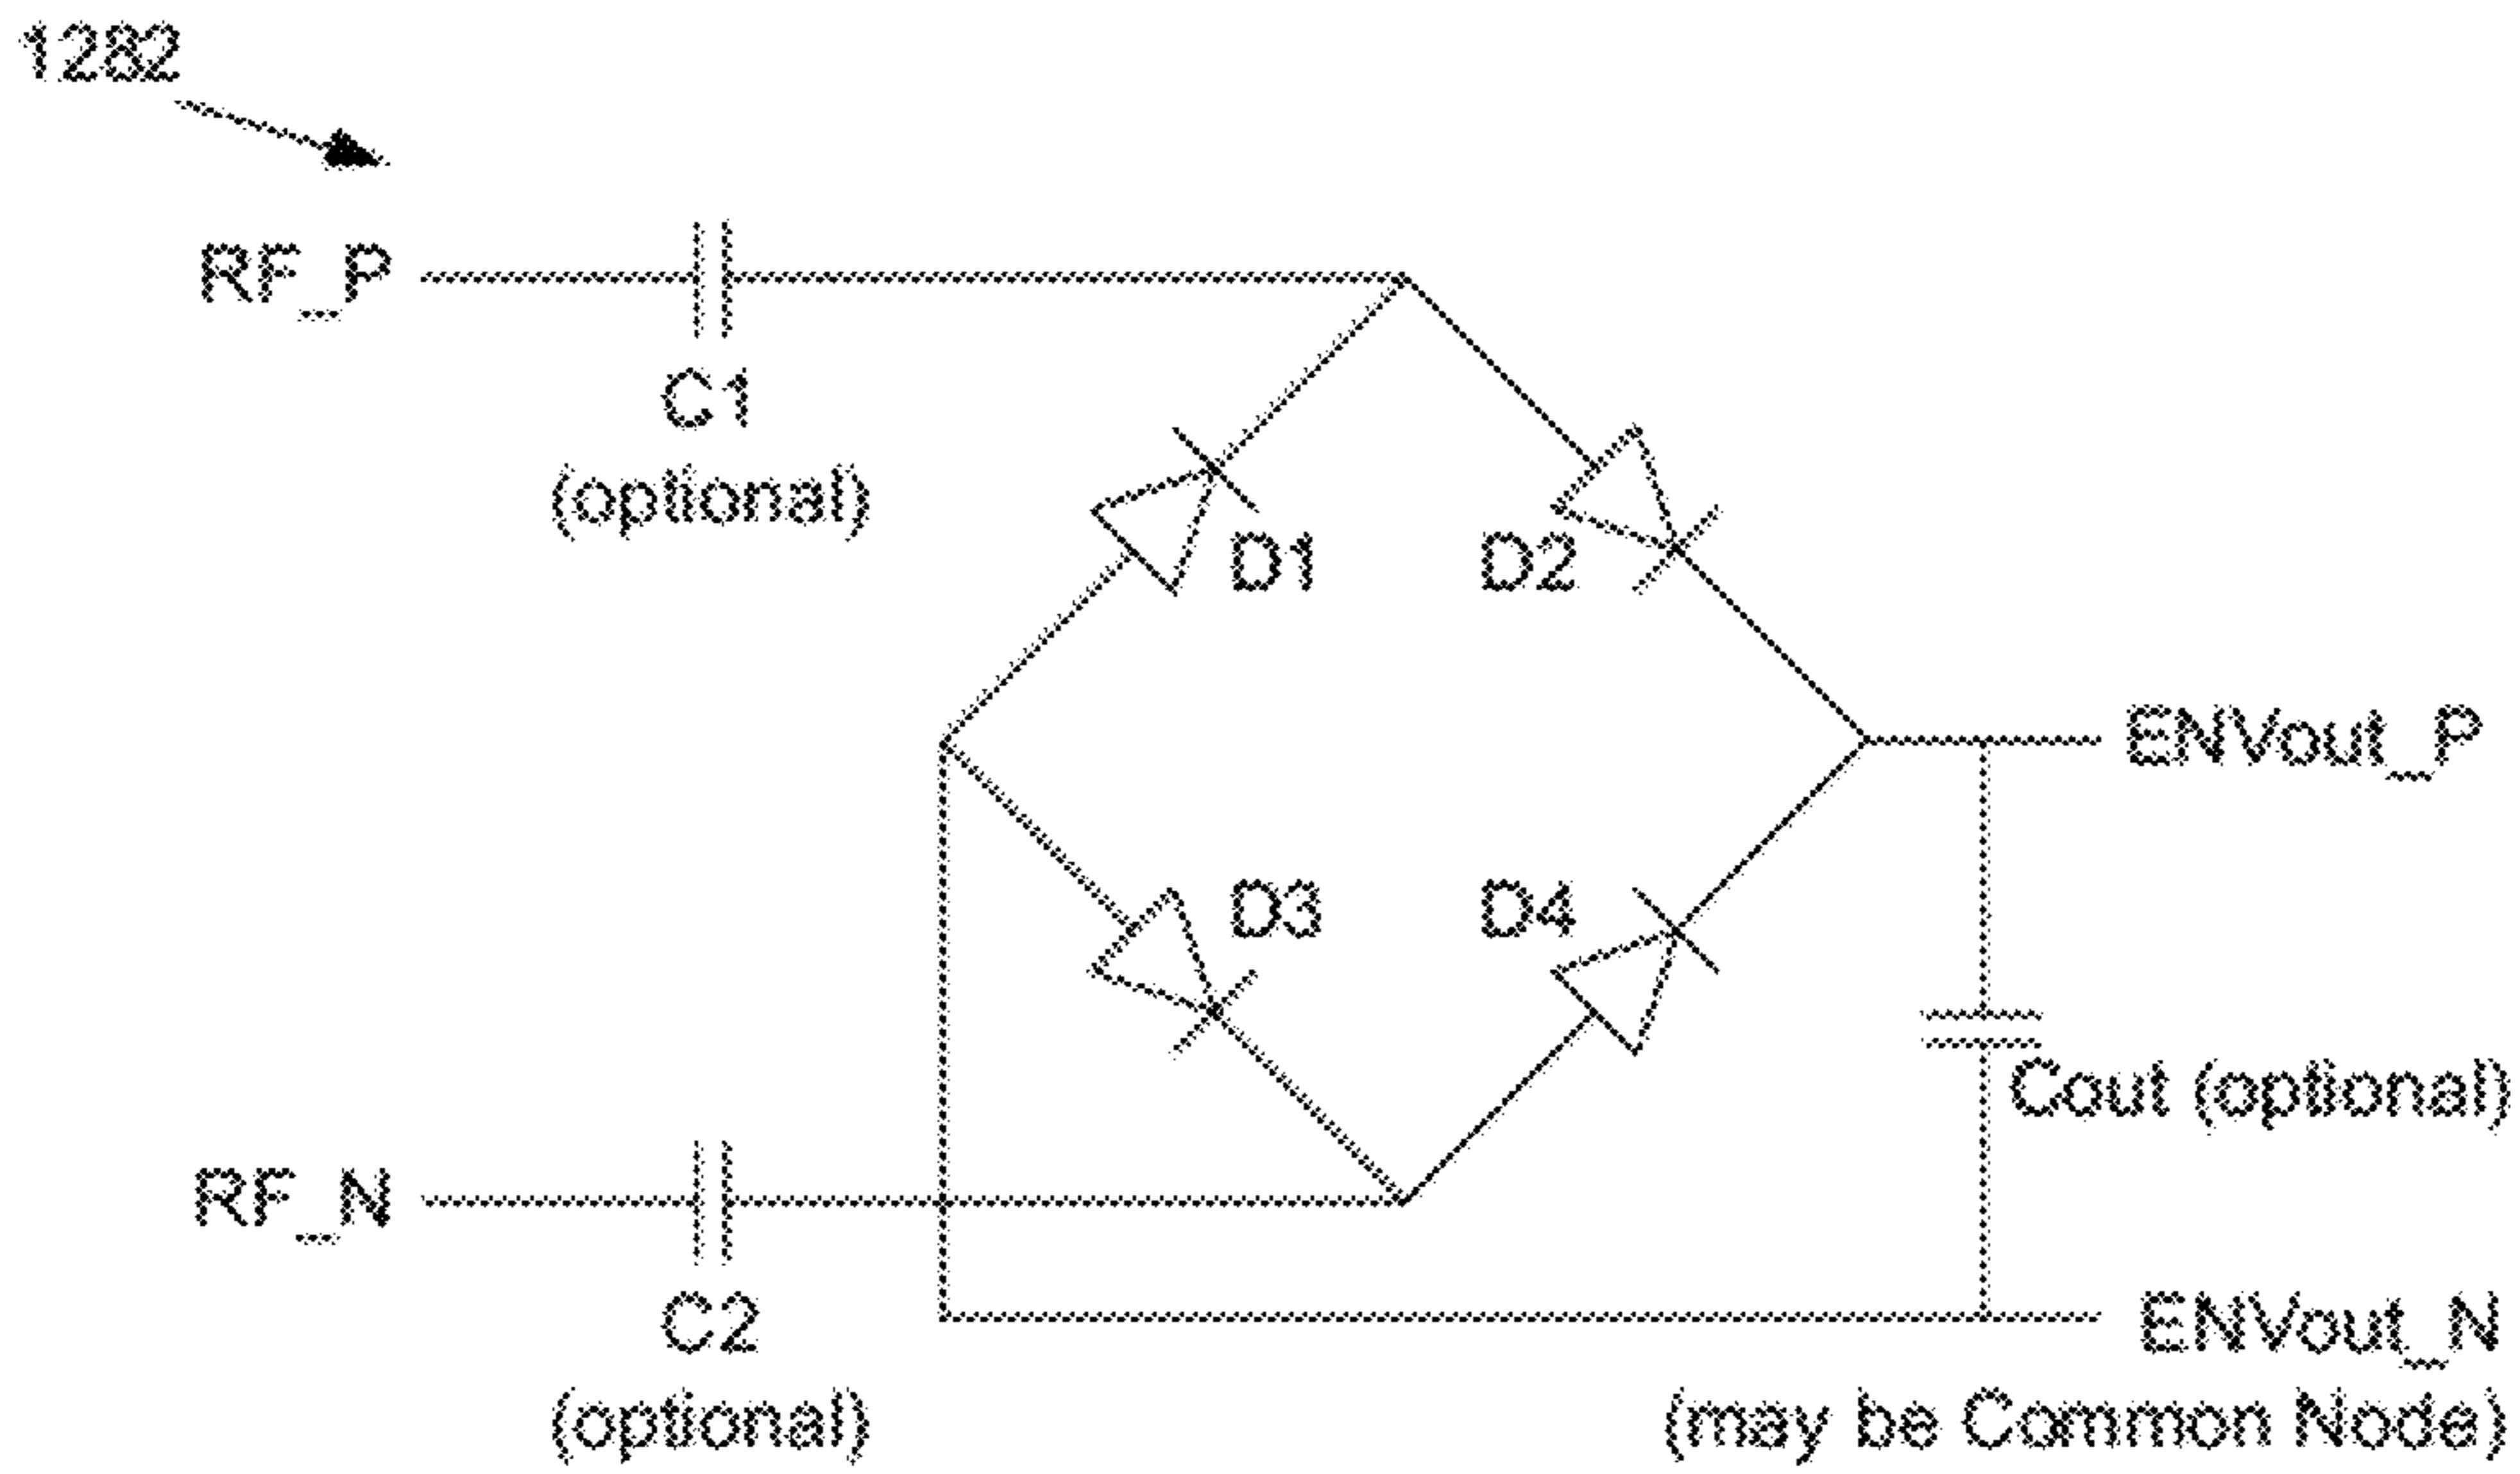 1282
RF_P
C1
(optional)
D1
D2
ENVout_P
D3
D4
Cout (optional)
RF_N
C2
(optional)
ENVout_N
(may be Common Node)